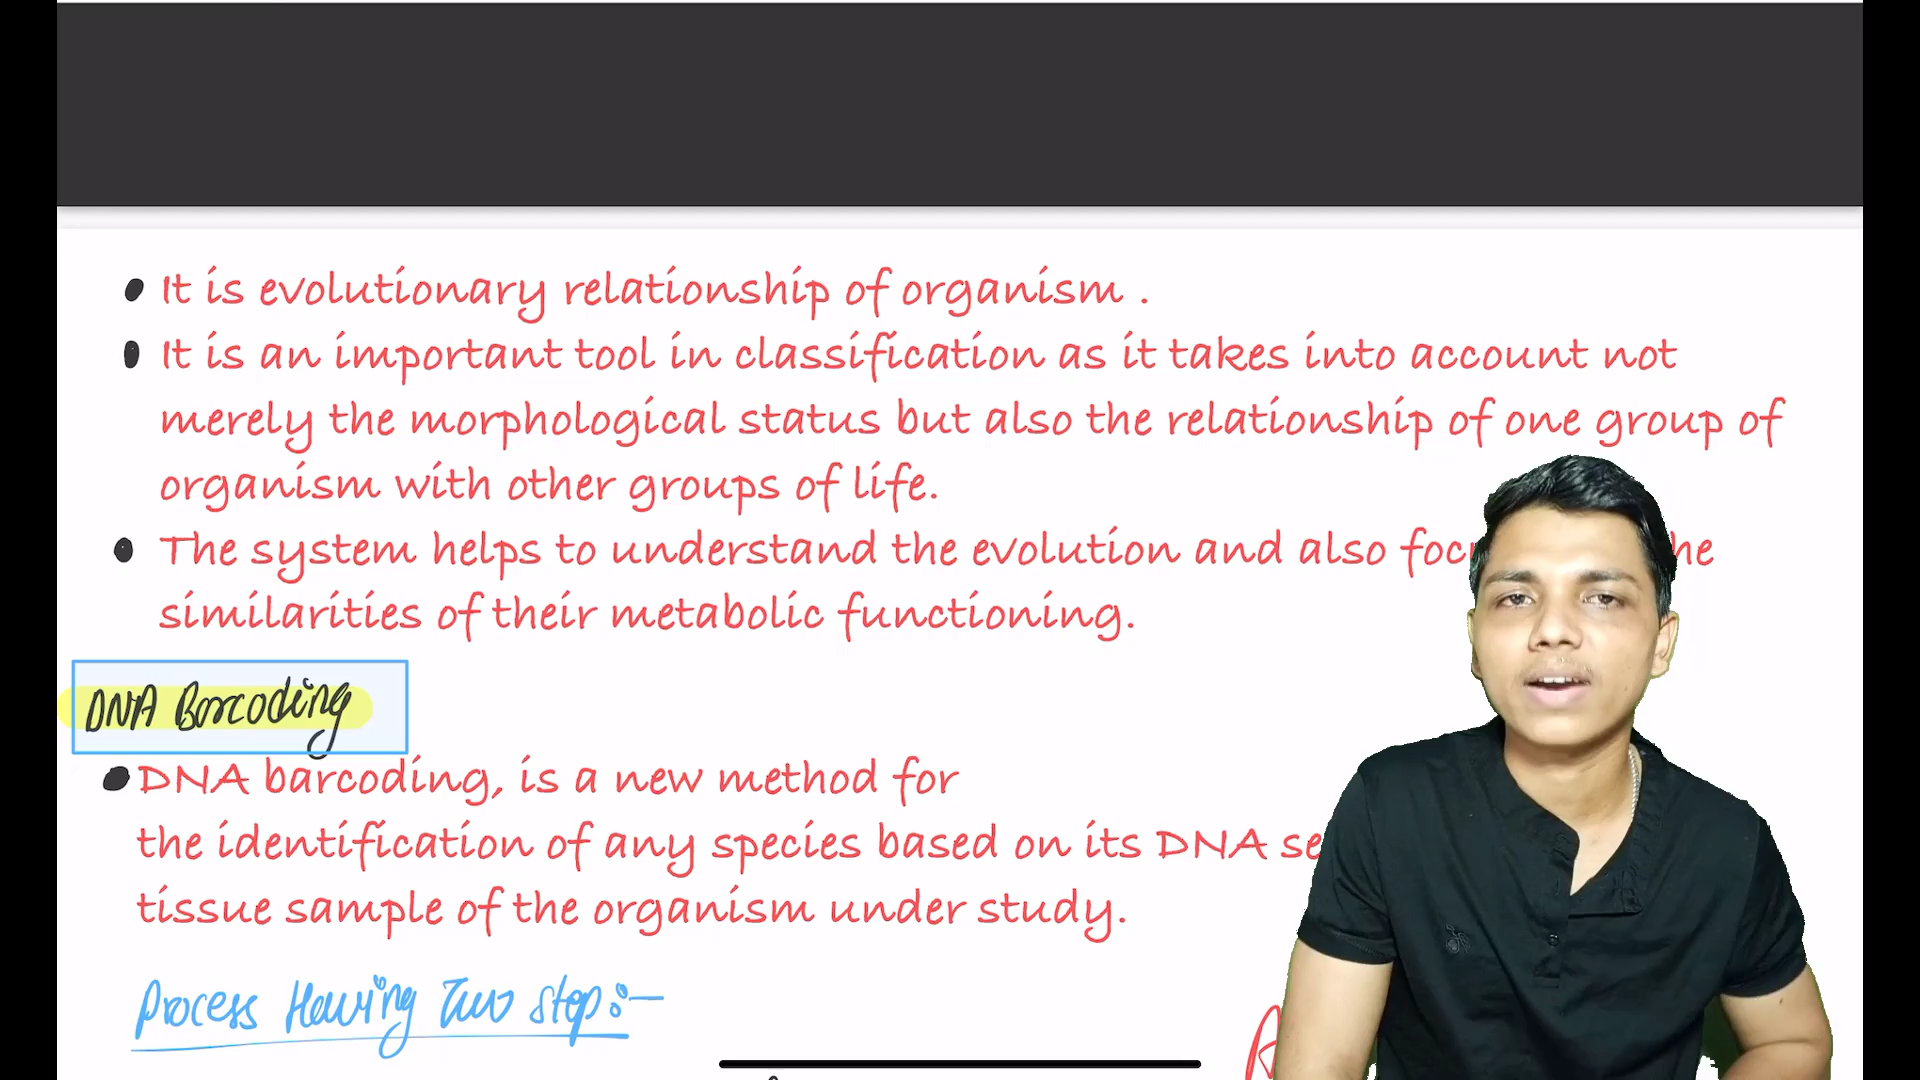 It is evolutionary relationship of organism .
It is an important tool in classification as it takes into account not
merely the morphological status but also the relationship of one group of
organism with other groups of life.
The system helps to understand the evolution and also
similarities of their metabolic functioning.
DNA Barcoding
DNA barcoding, is a new method for
the identification of any species based on its DNA
tissue sample of the organism under study.
Process Having Two step:-